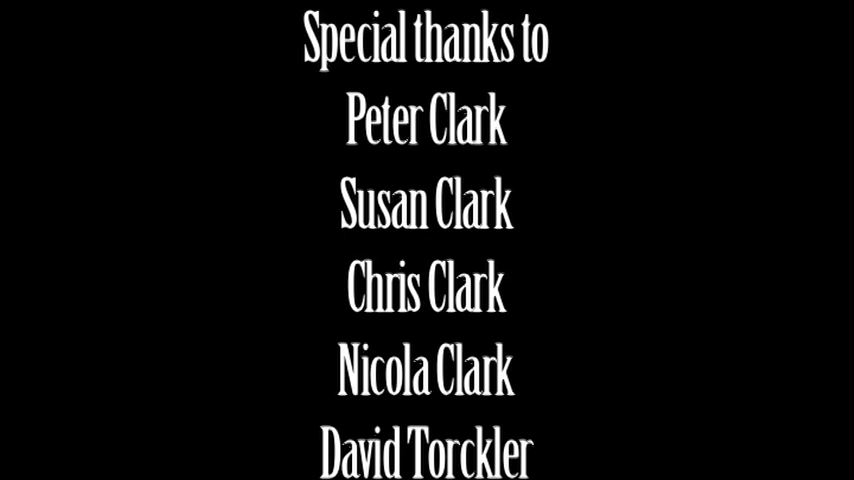 Special thanks to
Peter Clark
Susan Clark
Chris Clark
Nicola Clark
David Torckler